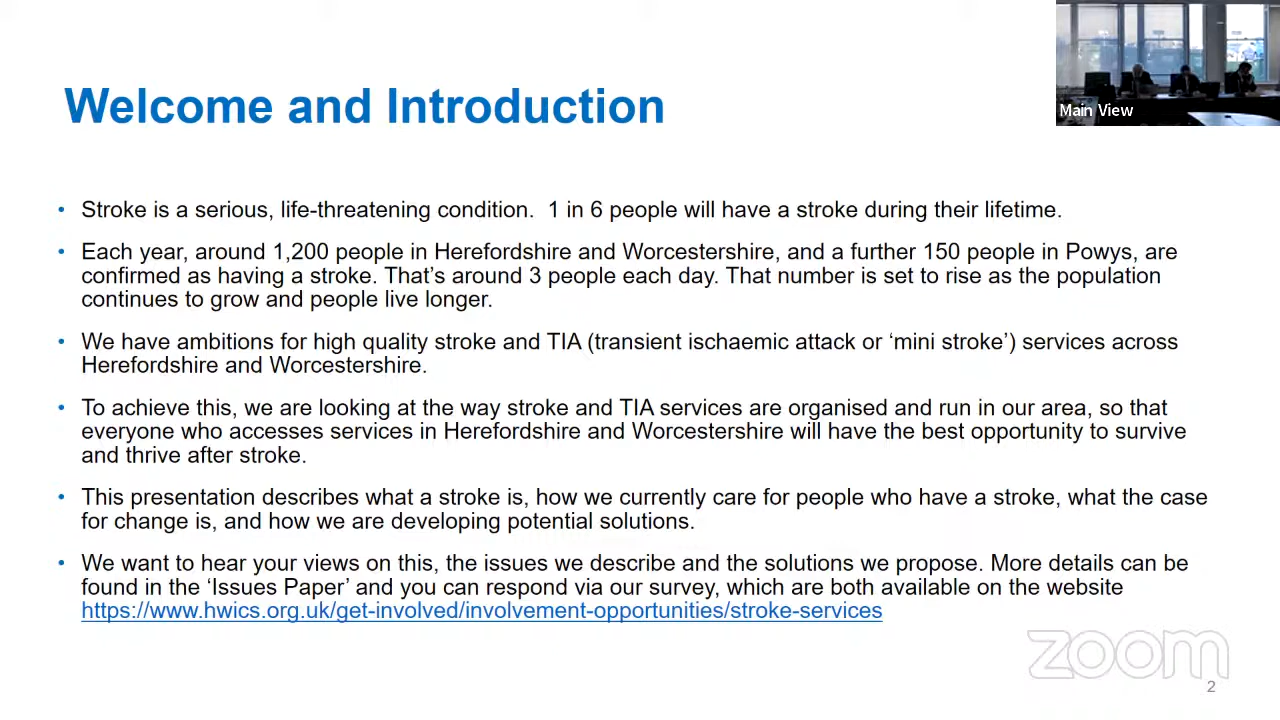 Welcome and Introduction
Main View
• Stroke is a serious, life-threatening condition.  1 in 6 people will have a stroke during their lifetime.
• Each year, around 1,200 people in Herefordshire and Worcestershire, and a further 150 people in Powys, are
confirmed as having a stroke. That’s around 3 people each day. That number is set to rise as the population
continues to grow and people live longer.
• We have ambitions for high quality stroke and TIA (transient ischaemic attack or ‘mini stroke’) services across
Herefordshire and Worcestershire.
• To achieve this, we are looking at the way stroke and TIA services are organised and run in our area, so that
everyone who accesses services in Herefordshire and Worcestershire will have the best opportunity to survive
and thrive after stroke.
• This presentation describes what a stroke is, how we currently care for people who have a stroke, what the case
for change is, and how we are developing potential solutions.
• We want to hear your views on this, the issues we describe and the solutions we propose. More details can be
found in the ‘Issues Paper’ and you can respond via our survey, which are both available on the website
https://www.hwics.org.uk/get-involved/involvement-opportunities/stroke-services
zoom
2